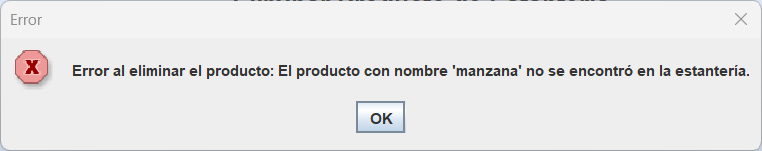 Error
Error al eliminar el producto: El producto con nombre 'manzana' no se encontró en la estantería.
OK